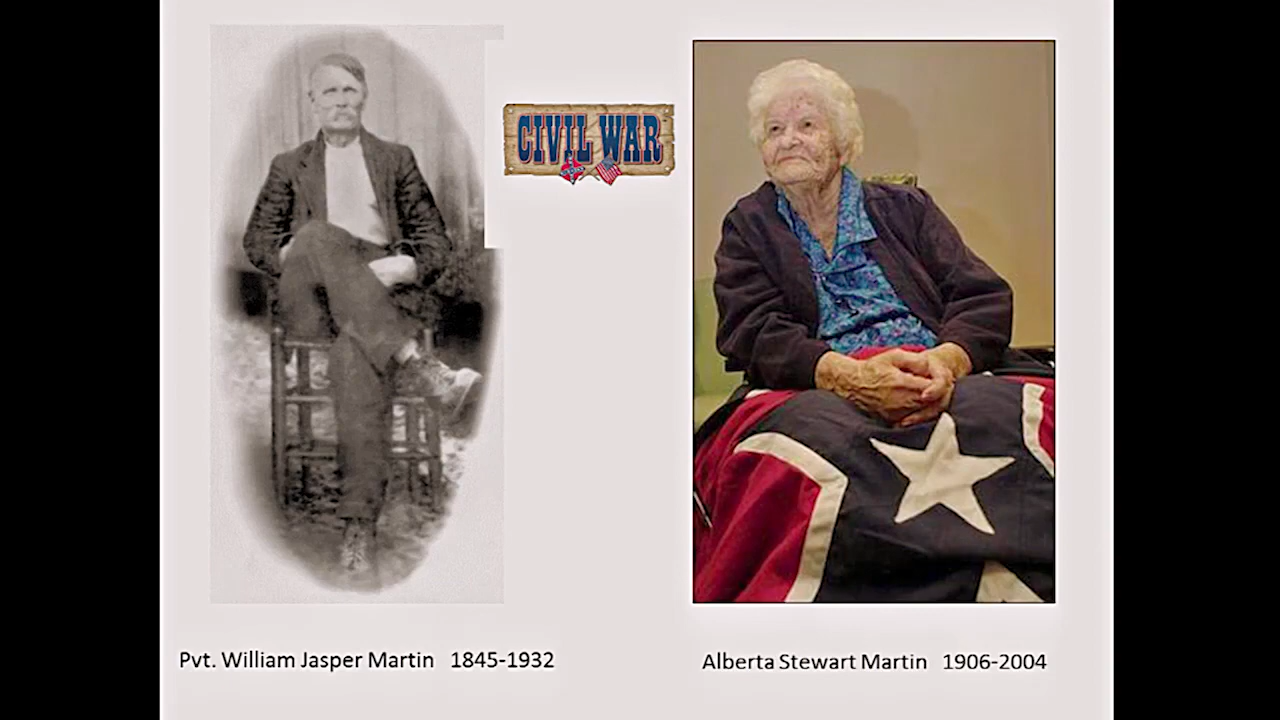 CIVIL WAR
Pvt. William Jasper Martin 1845-1932
Alberta Stewart Martin 1906-2004